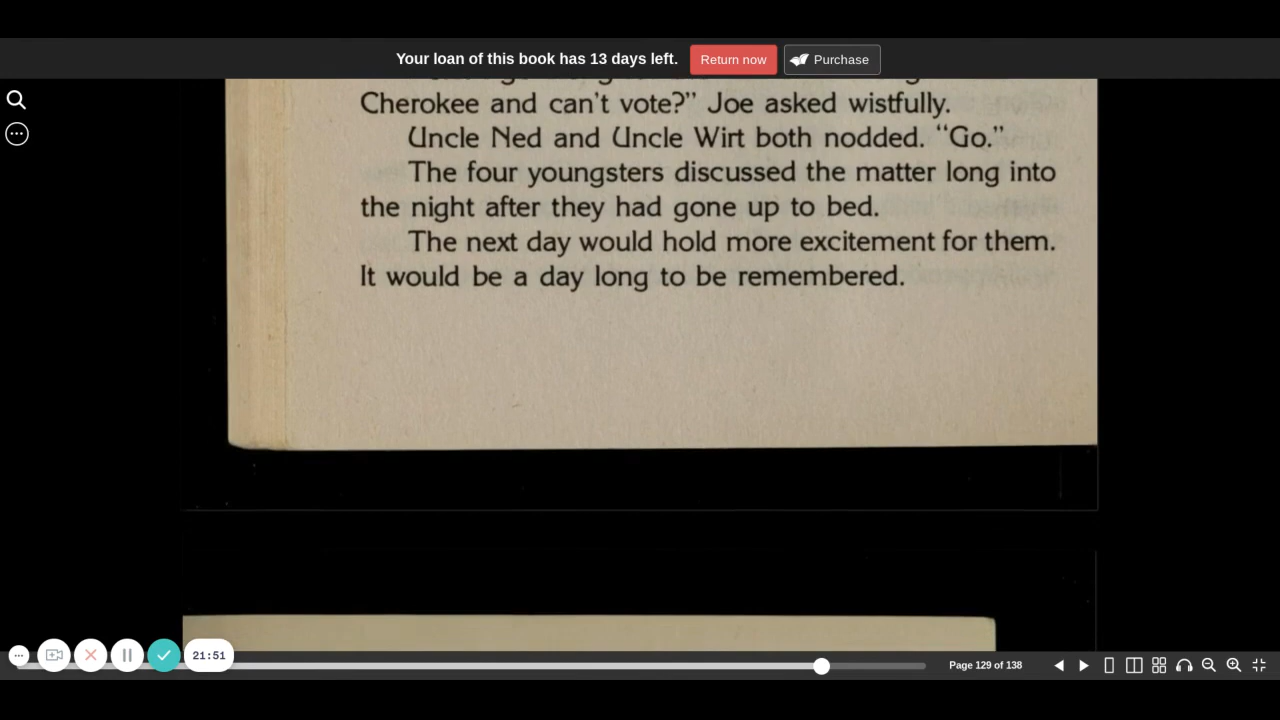 Your loan of this book has 13 days left.
Return now
Purchase
Cherokee and can't vote?” Joe asked wistfully.
Uncle Ned and Uncle Wirt both nodded. “Go.”
The four youngsters discussed the matter long into
the night after they had gone up to bed.
The next day would hold more excitement for them.
It would be a day long to be remembered.
21:51
Page 129 of 138